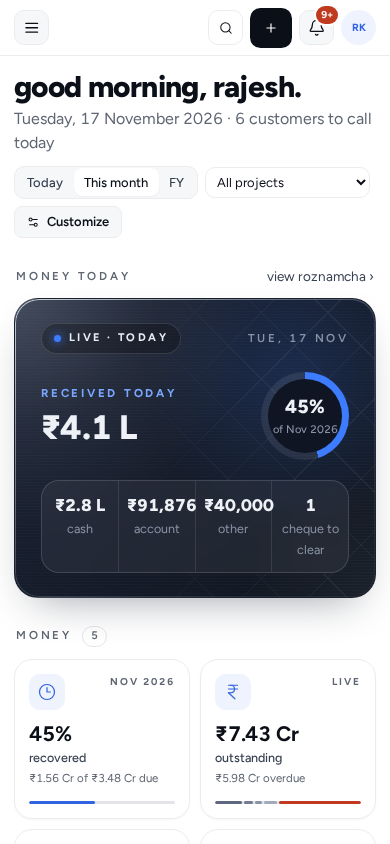 9+
RK
good morning, rajesh.
Tuesday, 17 November 2026 · 6 customers to call
today
Today This month FY All projects
Customize
MONEY TODAY view roznamcha ›
LIVE · TODAY TUE, 17 NOV
RECEIVED TODAY
₹4.1 L
45%
of Nov 2026
₹2.8 L ₹91,876 ₹40,000 1
cash account other cheque to
clear
MONEY 5
NOV 2026 LIVE
45% ₹7.43 Cr
recovered outstanding
₹1.56 Cr of ₹3.48 Cr due ₹5.98 Cr overdue